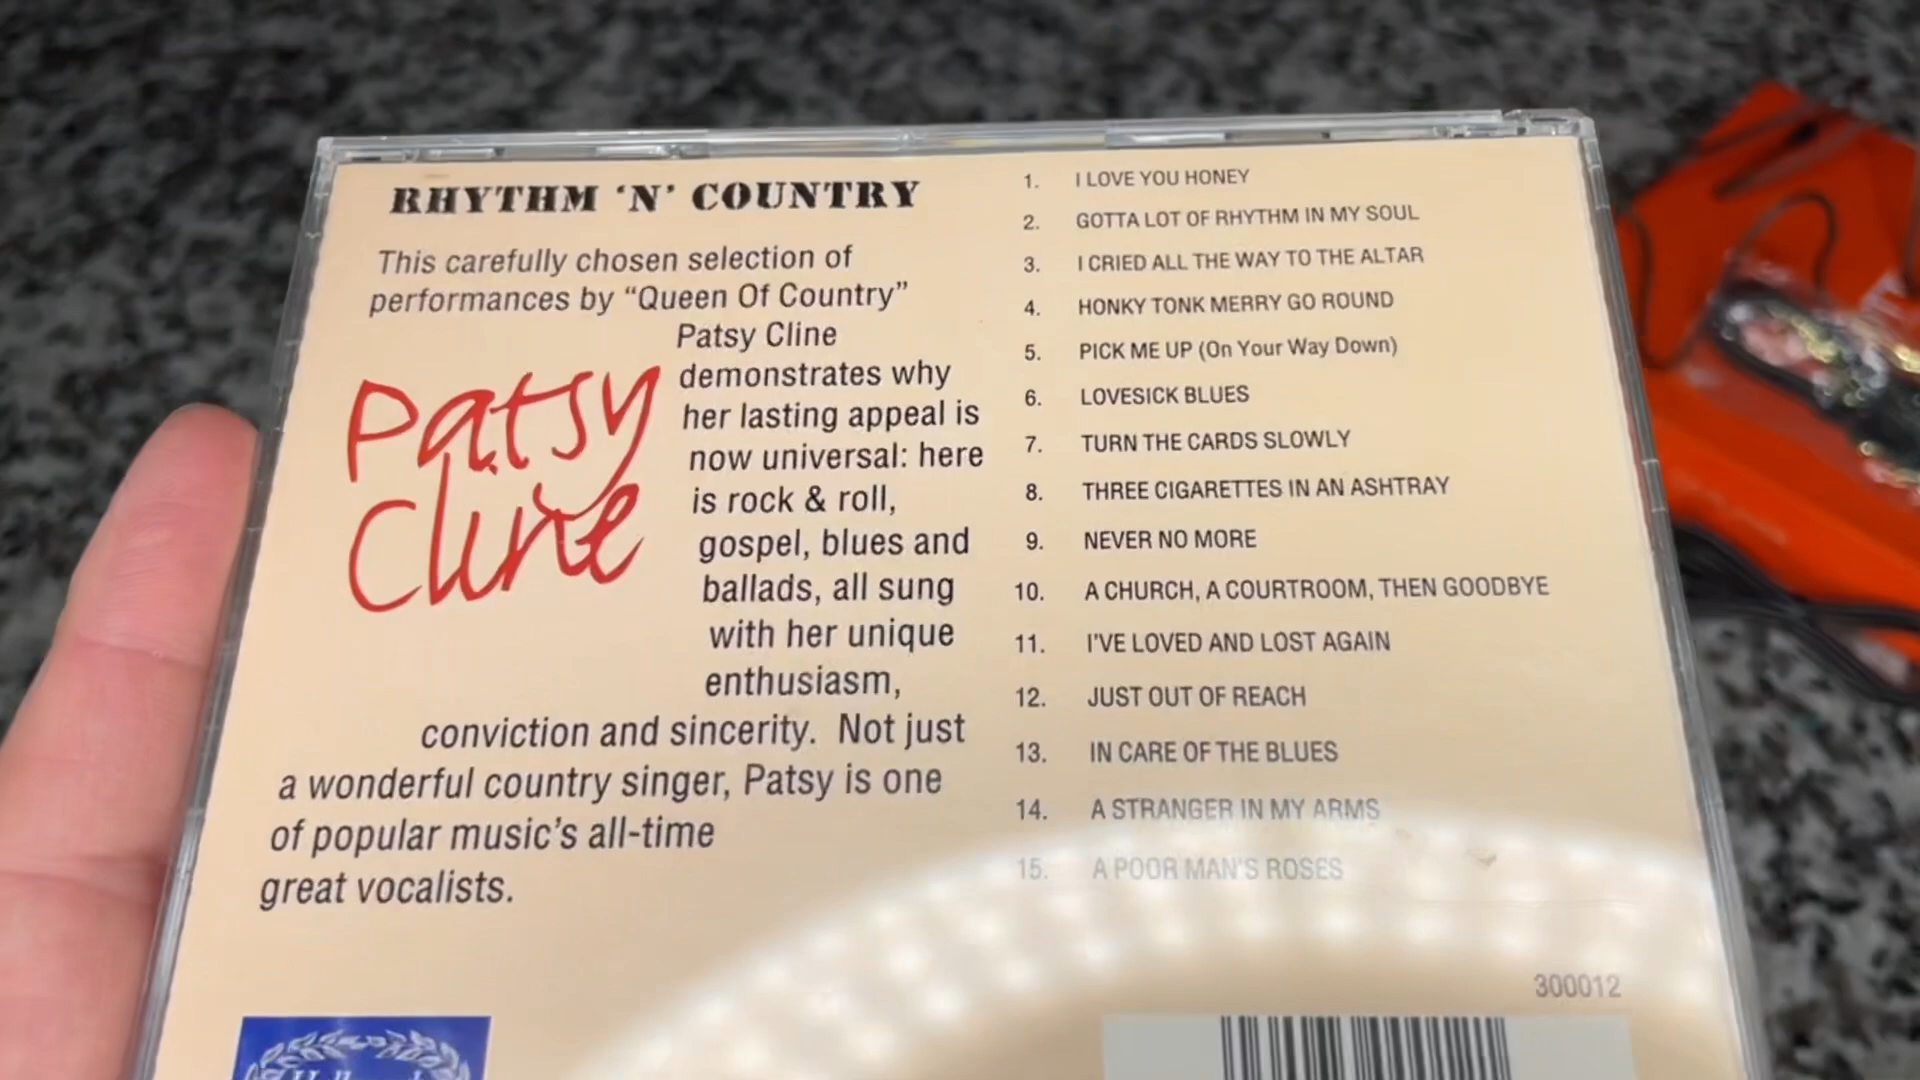 RHYTHM 'N' COUNTRY
This carefully chosen selection of
performances by “Queen Of Country”
Patsy Cline
demonstrates why
her lasting appeal is
now universal: here
is rock & roll,
gospel, blues and
ballads, all sung
with her unique
enthusiasm,
conviction and sincerity. Not just
a wonderful country singer, Patsy is one
of popular music's all-time
great vocalists.
Patsy
Cline
1. I LOVE YOU HONEY
2. GOTTA LOT OF RHYTHM IN MY SOUL
3. I CRIED ALL THE WAY TO THE ALTAR
4. HONKY TONK MERRY GO ROUND
5. PICK ME UP (On Your Way Down)
6. LOVESICK BLUES
7. TURN THE CARDS SLOWLY
8. THREE CIGARETTES IN AN ASHTRAY
9. NEVER NO MORE
10. A CHURCH, A COURTROOM, THEN GOODBYE
11. I'VE LOVED AND LOST AGAIN
12. JUST OUT OF REACH
13. IN CARE OF THE BLUES
14. A STRANGER IN MY ARMS
15. A POOR MAN'S ROSES
300012